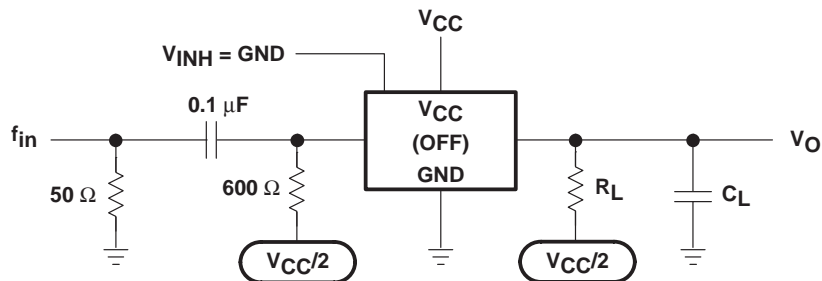 VCC
VINH = GND
0.1 μF
VCC
(OFF)
GND
fin
VO
50 Ω
600 Ω
RL
CL
VCC/2
VCC/2